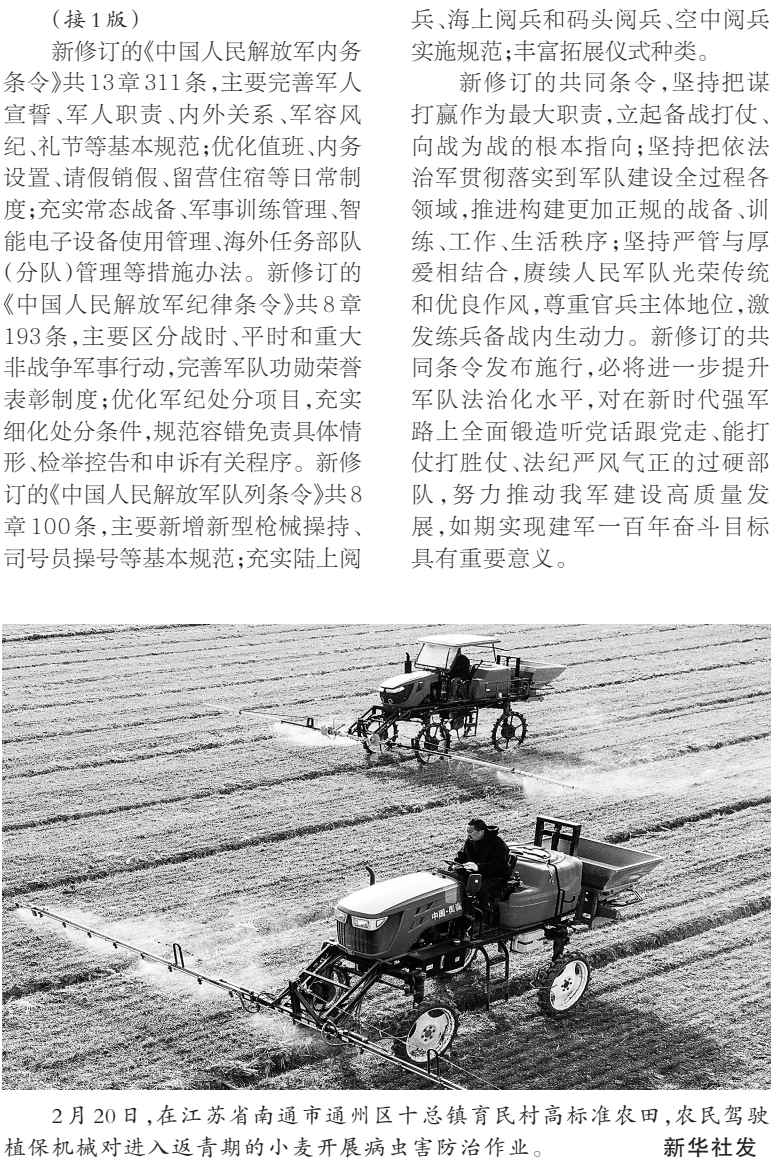 （接1版）
新修订的《中国人民解放军内务
条令》共13章311条，主要完善军人
宣誓、军人职责、内外关系、军容风
纪、礼节等基本规范；优化值班、内务
设置、请假销假、留营住宿等日常制
度；充实常态战备、军事训练管理、智
能电子设备使用管理、海外任务部队
（分队）管理等措施办法。新修订的
《中国人民解放军纪律条令》共8章
193条，主要区分战时、平时和重大
非战争军事行动，完善军队功勋荣誉
表彰制度；优化军纪处分项目，充实
细化处分条件，规范容错免责具体情
形、检举控告和申诉有关程序。新修
订的《中国人民解放军队列条令》共8
章100条，主要新增新型枪械操持、
司号员操号等基本规范；充实陆上阅
兵、海上阅兵和码头阅兵、空中阅兵
实施规范；丰富拓展仪式种类。
新修订的共同条令，坚持把谋
打赢作为最大职责，立起备战打仗、
向战为战的根本指向；坚持把依法
治军贯彻落实到军队建设全过程各
领域，推进构建更加正规的战备、训
练、工作、生活秩序；坚持严管与厚
爱相结合，赓续人民军队光荣传统
和优良作风，尊重官兵主体地位，激
发练兵备战内生动力。新修订的共
同条令发布施行，必将进一步提升
军队法治化水平，对在新时代强军
路上全面锻造听党话跟党走、能打
仗打胜仗、法纪严风气正的过硬部
队，努力推动我军建设高质量发
展，如期实现建军一百年奋斗目标
具有重要意义。
中国·
2月20日，在江苏省南通市通州区十总镇育民村高标准农田，农民驾驶
植保机械对进入返青期的小麦开展病虫害防治作业。 新华社发